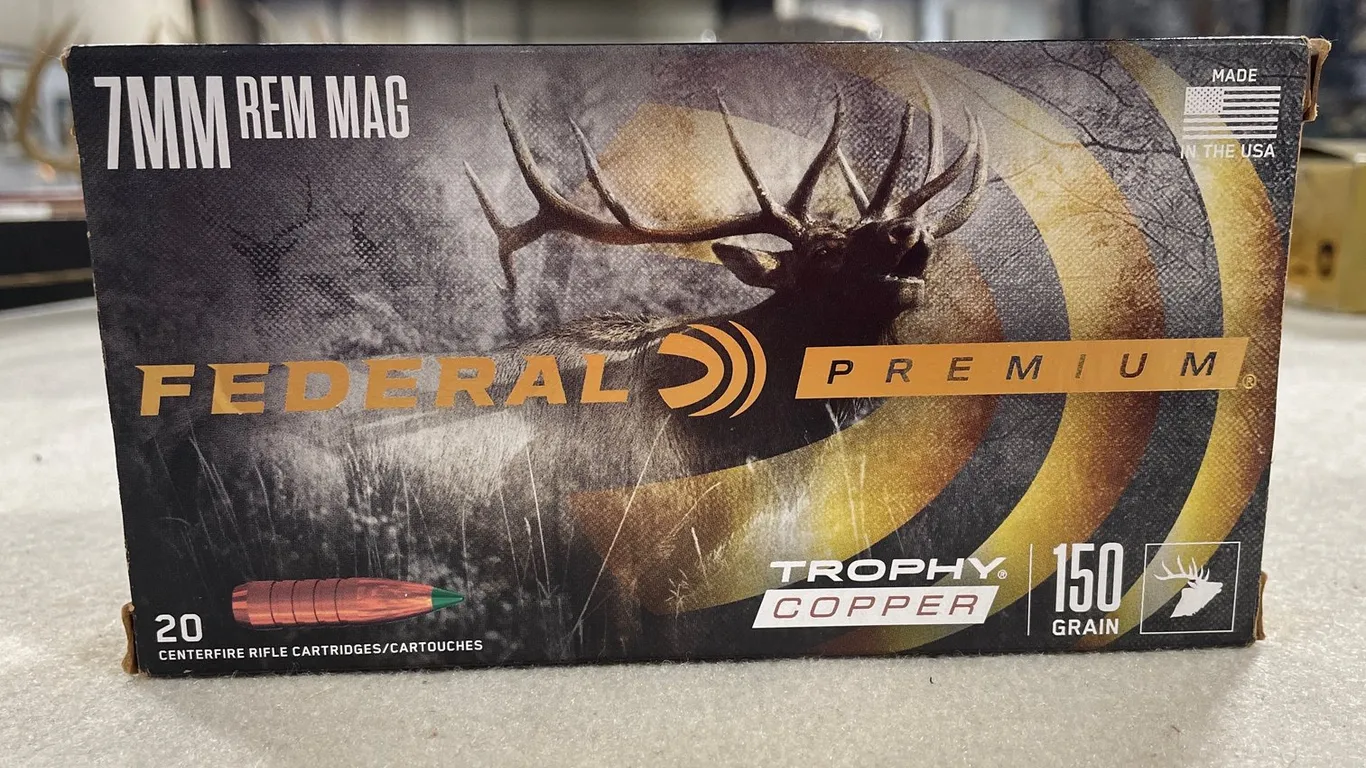 7MM REM MAG
MADE
IN THE USA
FEDERAL PREMIUM®
TROPHY®
COPPER
150
GRAIN
20
CENTERFIRE RIFLE CARTRIDGES/CARTOUCHES